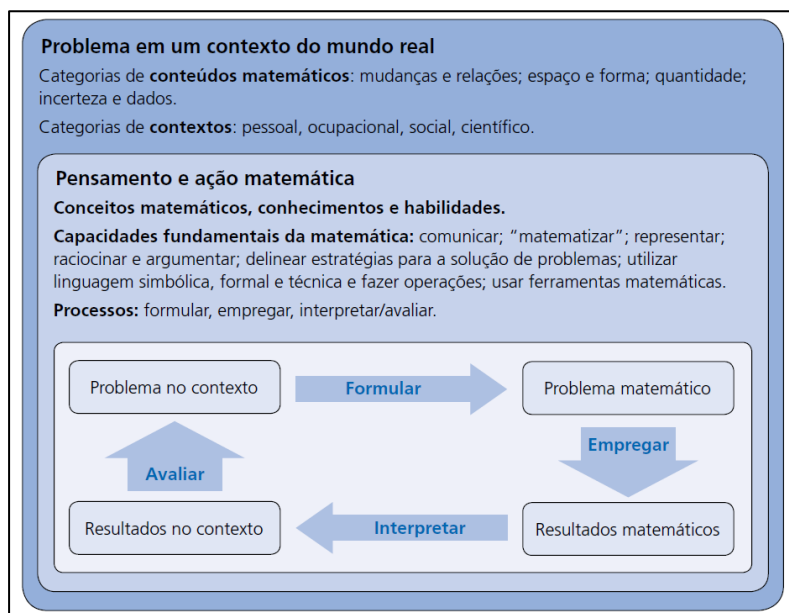 Problema em um contexto do mundo real
Categorias de conteúdos matemáticos: mudanças e relações; espaço e forma; quantidade;
incerteza e dados.
Categorias de contextos: pessoal, ocupacional, social, científico.
Pensamento e ação matemática
Conceitos matemáticos, conhecimentos e habilidades.
Capacidades fundamentais da matemática: comunicar; “matematizar”; representar;
raciocinar e argumentar; delinear estratégias para a solução de problemas; utilizar
linguagem simbólica, formal e técnica e fazer operações; usar ferramentas matemáticas.
Processos: formular, empregar, interpretar/avaliar.
Problema no contexto
Formular
Problema matemático
Empregar
Avaliar
Resultados no contexto
Interpretar
Resultados matemáticos